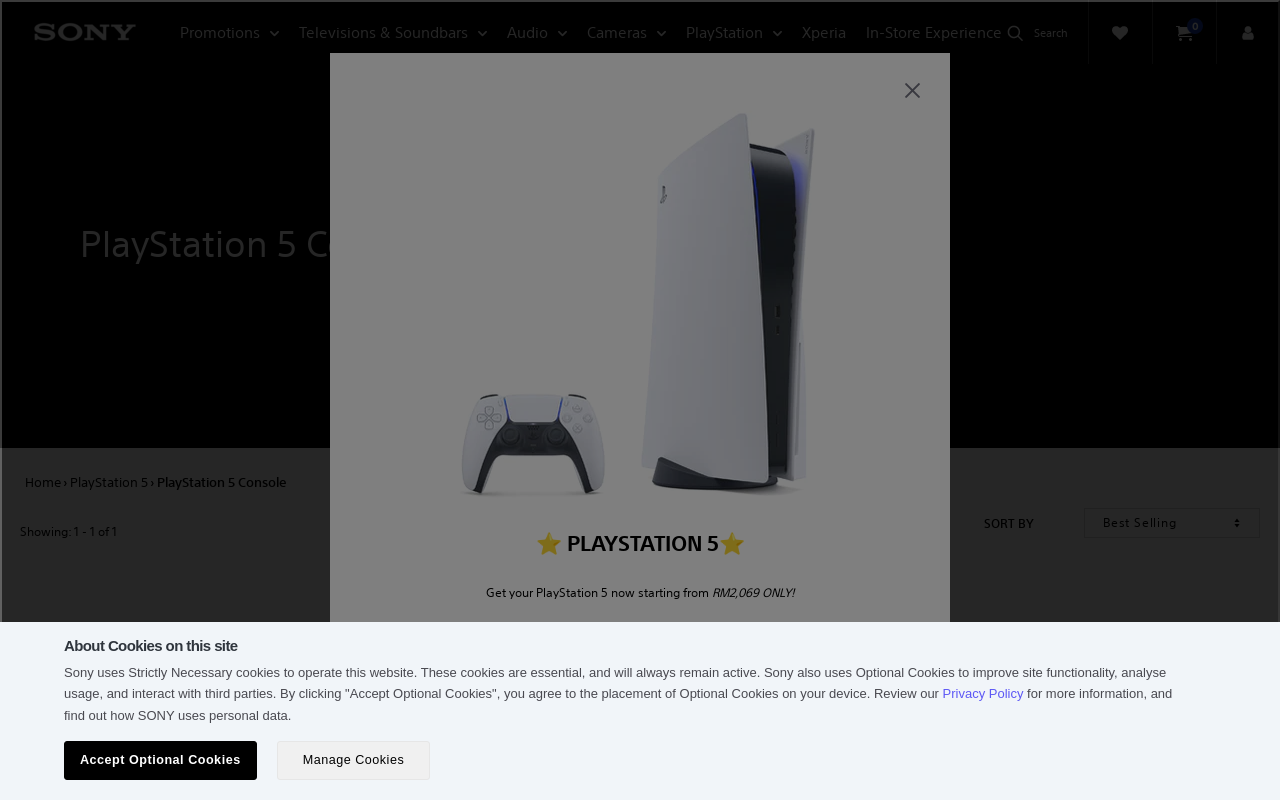 SONY
Promotions
Televisions & Soundbars
Audio
Cameras
PlayStation
Xperia
In-Store Experience
Search
0
PlayStation 5 Co
Home › PlayStation 5 › PlayStation 5 Console
Showing: 1 - 1 of 1
SORT BY
Best Selling
⭐ PLAYSTATION 5⭐
Get your PlayStation 5 now starting from RM2,069 ONLY!
About Cookies on this site
Sony uses Strictly Necessary cookies to operate this website. These cookies are essential, and will always remain active. Sony also uses Optional Cookies to improve site functionality, analyse
usage, and interact with third parties. By clicking "Accept Optional Cookies", you agree to the placement of Optional Cookies on your device. Review our Privacy Policy for more information, and
find out how SONY uses personal data.
Accept Optional Cookies
Manage Cookies